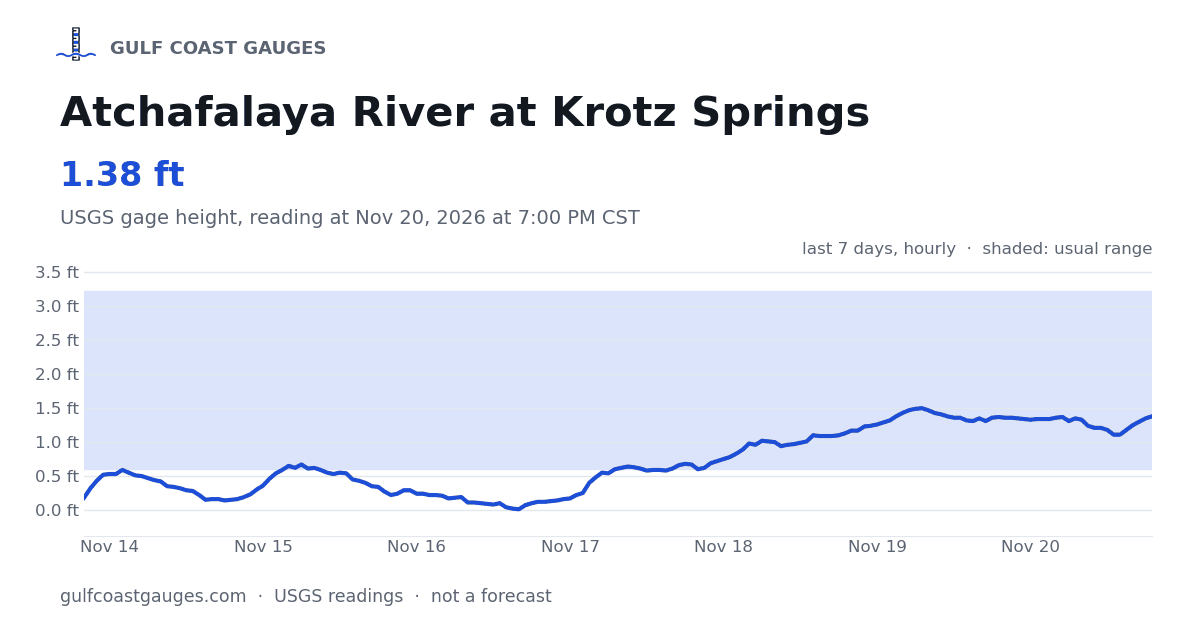 GULF COAST GAUGES
Atchafalaya River at Krotz Springs
1.38 ft
USGS gage height, reading at Nov 20, 2026 at 7:00 PM CST
last 7 days, hourly · shaded: usual range
3.5 ft
3.0 ft
2.5 ft
2.0 ft
1.5 ft
1.0 ft
0.5 ft
0.0 ft
Nov 14 Nov 15 Nov 16 Nov 17 Nov 18 Nov 19 Nov 20
gulfcoastgauges.com · USGS readings · not a forecast